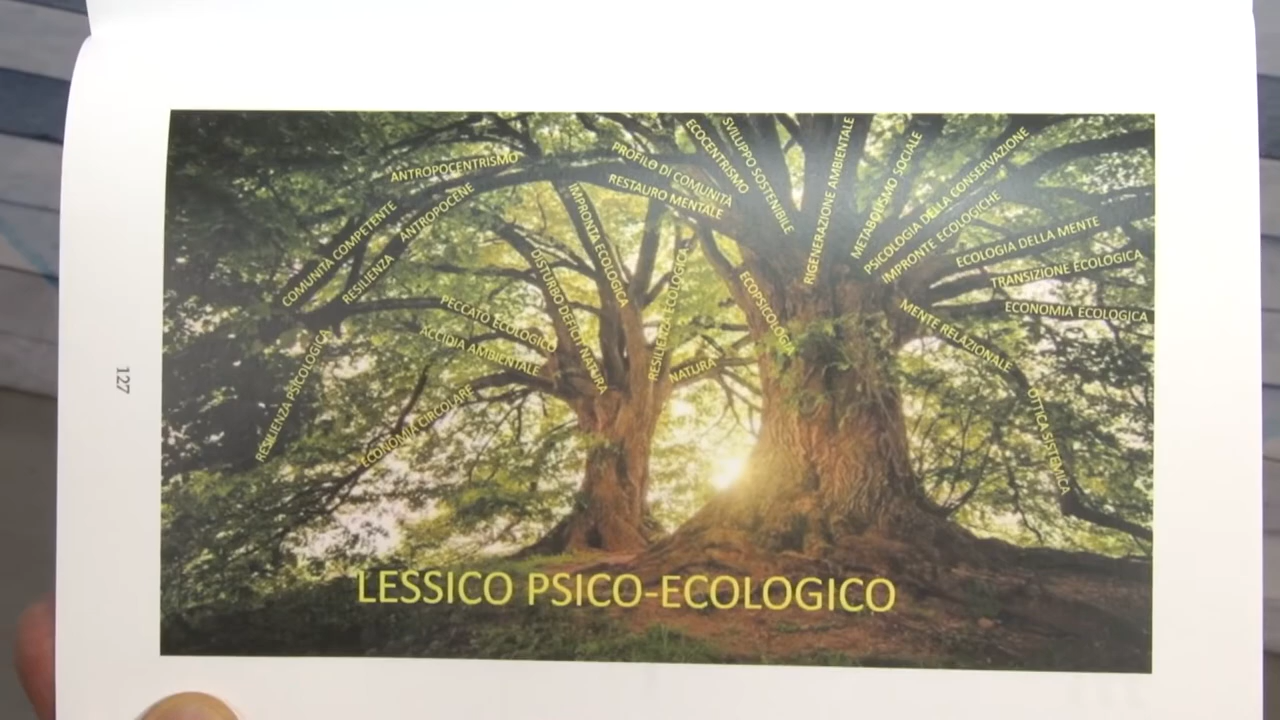 ANTROPOCENTRISMO
COMUNITÀ COMPETENTE
ANTROPOCENE
RESILIENZA
RESILIENZA PSICOLOGICA
PECCATO ECOLOGICO
ACCIDIA AMBIENTALE
ECONOMIA CIRCOLARE
DISTURBO DEFICIT NATURA
IMPRONTA ECOLOGICA
RESILIENZA ECOLOGICA
NATURA
PROFILO DI COMUNITÀ
RESTAURO MENTALE
ECOCENTRISMO
SVILUPPO SOSTENIBILE
ECOPSICOLOGIA
RIGENERAZIONE AMBIENTALE
METABOLISMO SOCIALE
PSICOLOGIA DELLA CONSERVAZIONE
IMPRONTE ECOLOGICHE
ECOLOGIA DELLA MENTE
TRANSIZIONE ECOLOGICA
ECONOMIA ECOLOGICA
MENTE RELAZIONALE
OTTICA SISTEMICA
LESSICO PSICO-ECOLOGICO
127